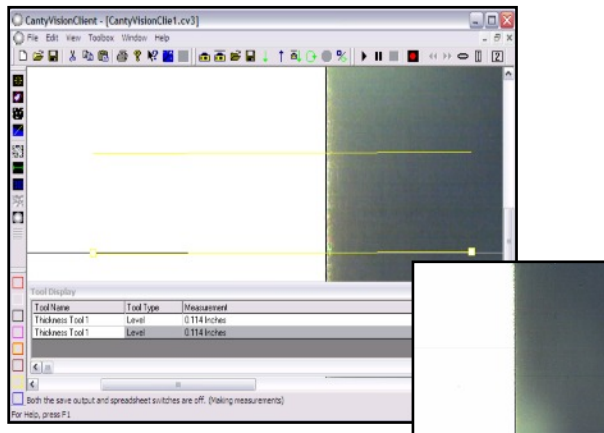 CantyVisionClient - [CantyVisionClie1.cv3]
File Edit View Toolbox Window Help
2
Tool Display
Tool Name Tool Type Measurement
Thickness Tool 1 Level 0.114 Inches
Thickness Tool 1 Level 0.114 Inches
Both the save output and spreadsheet switches are off. (Making measurements)
For Help, press F1